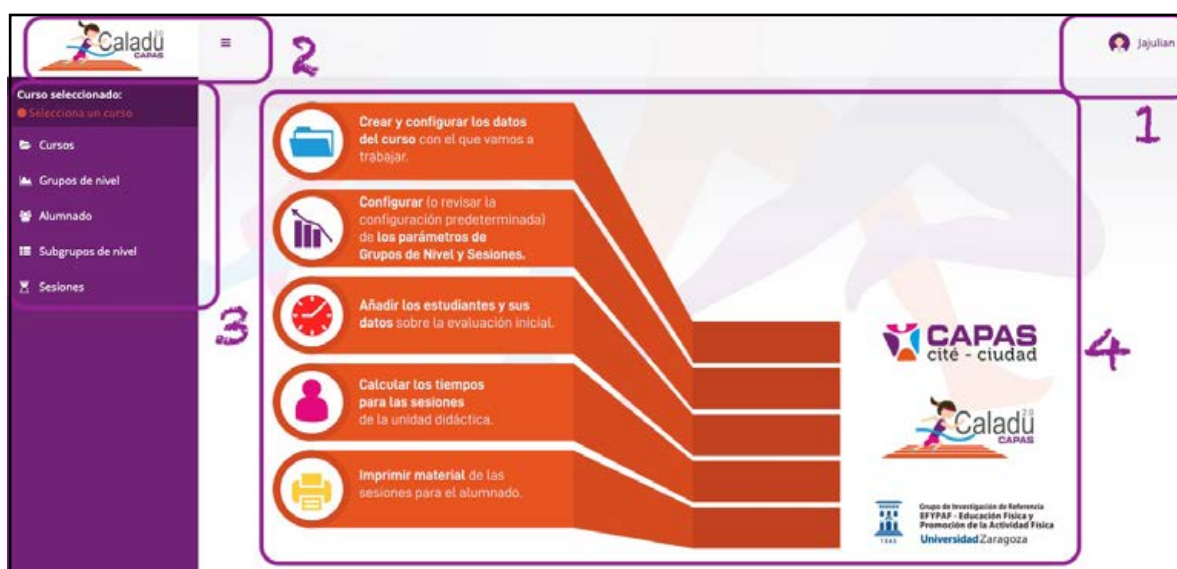 Caladü 2.0
CAPAS
2
Jajulian
1
Curso seleccionado:
Selecciona un curso
Cursos
Grupos de nivel
Alumnado
Subgrupos de nivel
Sesiones
3
Crear y configurar los datos
del curso con el que vamos a
trabajar.
Configurar (o revisar la
configuración predeterminada)
de los parámetros de
Grupos de Nivel y Sesiones.
Añadir los estudiantes y sus
datos sobre la evaluación inicial.
Calcular los tiempos
para las sesiones
de la unidad didáctica.
Imprimir material de las
sesiones para el alumnado.
CAPAS
cité - ciudad
4
Caladü 2.0
CAPAS
Grupo de Investigación de Referencia
EFYPAF - Educación Física y
Promoción de la Actividad Física
Universidad Zaragoza
1542